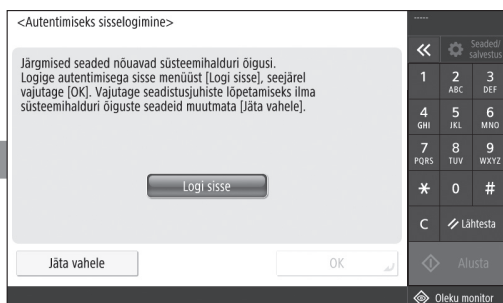 <Autentimiseks sisselogimine>
Järgmised seaded nõuavad süsteemihalduri õigusi.
Logige autentimisega sisse menüüst [Logi sisse], seejärel
vajutage [OK]. Vajutage seadistusjuhiste lõpetamiseks ilma
süsteemihalduri õiguste seadeid muutmata [Jäta vahele].
Logi sisse
Jäta vahele
OK
-----
Seaded/
salvestus
1
2
ABC
3
DEF
4
GHI
5
JKL
6
MNO
7
PQRS
8
TUV
9
WXYZ
*
0
#
C
Lähtesta
Alusta
Oleku monitor